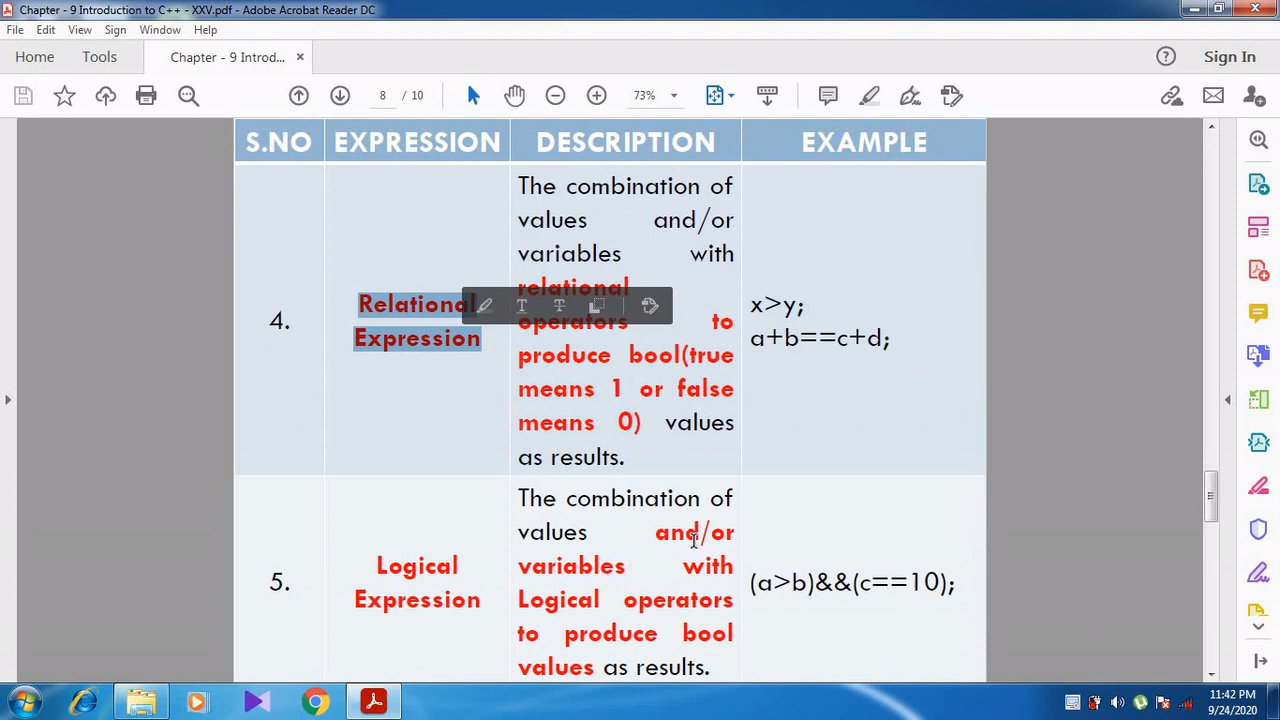 Chapter - 9 Introduction to C++ - XXV.pdf - Adobe Acrobat Reader DC
File Edit View Sign Window Help
Home Tools Chapter - 9 Introd... × Sign In
8 / 10 73%
S.NO EXPRESSION DESCRIPTION EXAMPLE
4.
Relational
Expression
The combination of
values and/or
variables with
relational
operators to
produce bool(true
means 1 or false
means 0) values
as results.
x>y;
a+b==c+d;
5.
Logical
Expression
The combination of
values and/or
variables with
Logical operators
to produce bool
values as results.
(a>b)&&(c==10);
11:42 PM
9/24/2020